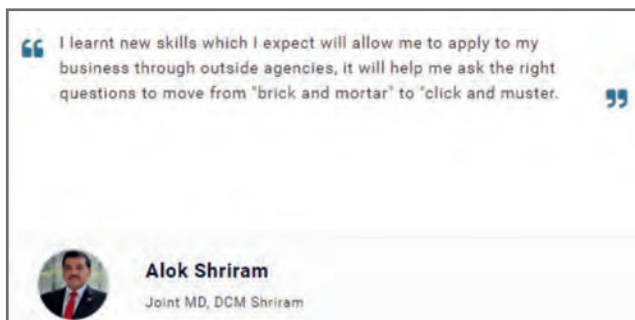 I learnt new skills which I expect will allow me to apply to my
business through outside agencies, it will help me ask the right
questions to move from "brick and mortar" to "click and muster.
Alok Shriram
Joint MD, DCM Shriram